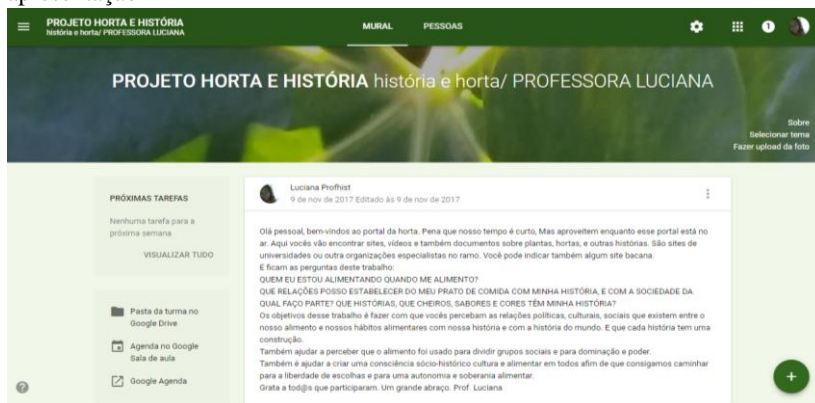 PROJETO HORTA E HISTÓRIA
história e horta/ PROFESSORA LUCIANA
MURAL
PESSOAS
1
PROJETO HORTA E HISTÓRIA história e horta/ PROFESSORA LUCIANA
Sobre
Selecionar tema
Fazer upload da foto
PRÓXIMAS TAREFAS
Nenhuma tarefa para a
próxima semana
VISUALIZAR TUDO
Pasta da turma no
Google Drive
Agenda no Google
Sala de aula
Google Agenda
Luciana Profhist
9 de nov de 2017 Editado às 9 de nov de 2017
Olá pessoal, bem-vindos ao portal da horta. Pena que nosso tempo é curto, Mas aproveitem enquanto esse portal está no
ar. Aqui vocês vão encontrar sites, vídeos e também documentos sobre plantas, hortas, e outras histórias. São sites de
universidades ou outra organizações especialistas no ramo. Você pode indicar também algum site bacana.
E ficam as perguntas deste trabalho:
QUEM EU ESTOU ALIMENTANDO QUANDO ME ALIMENTO?
QUE RELAÇÕES POSSO ESTABELECER DO MEU PRATO DE COMIDA COM MINHA HISTÓRIA, E COM A SOCIEDADE DA
QUAL FAÇO PARTE? QUE HISTÓRIAS, QUE CHEIROS, SABORES E CORES TÊM MINHA HISTÓRIA?
Os objetivos desse trabalho é fazer com que vocês percebam as relações políticas, culturais, sociais que existem entre o
nosso alimento e nossos hábitos alimentares com nossa história e com a história do mundo. E que cada história tem uma
construção.
Também ajudar a perceber que o alimento foi usado para dividir grupos sociais e para dominação e poder.
Também é ajudar a criar uma consciência sócio-histórico cultura e alimentar em todos afim de que consigamos caminhar
para a liberdade de escolhas e para uma autonomia e soberania alimentar.
Grata a tod@s que participaram. Um grande abraço. Prof. Luciana